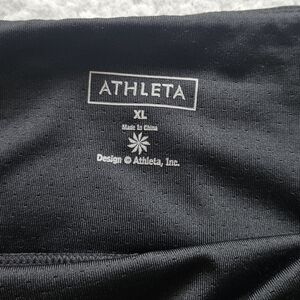 ATHLETA
XL
Made in China
Design © Athleta, Inc.